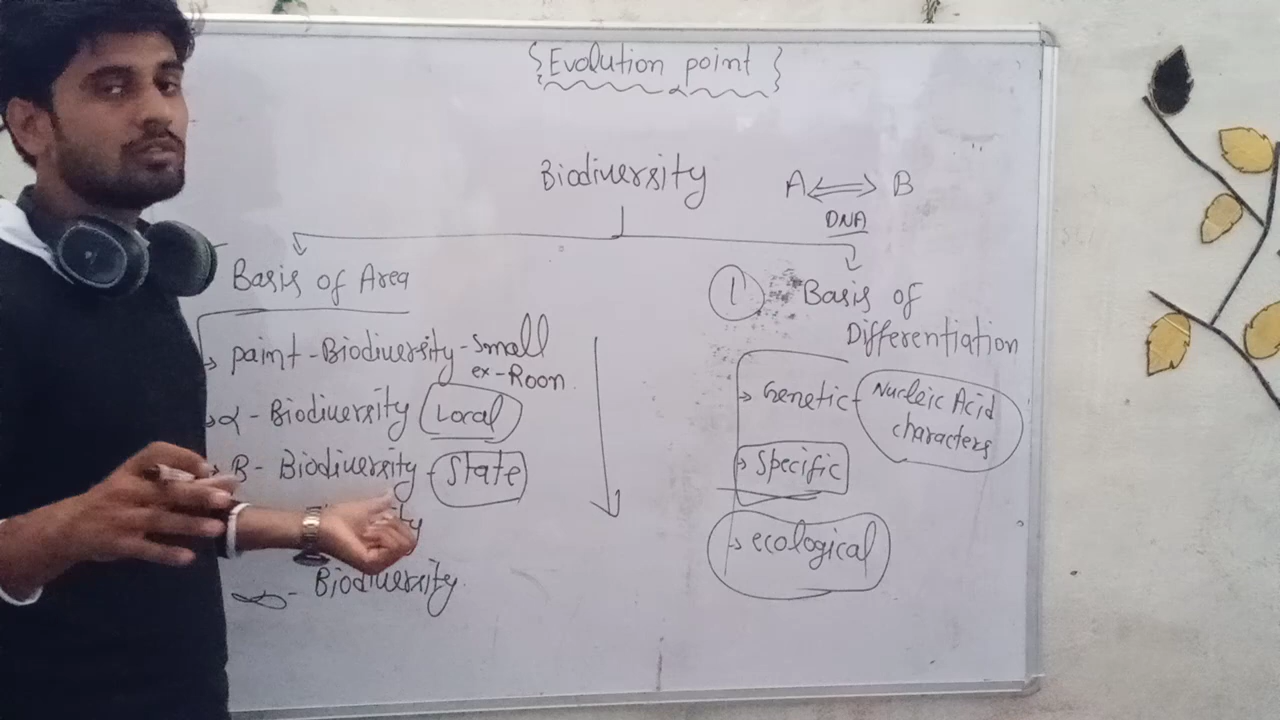 {Evolution point}
Biodiversity
A ⇐⇒ B
DNA
Basis of Area
paint-Biodiversity-Small
ex-Room
α-Biodiversity Local
B-Biodiversity-State
Biodiversity
① Basis of
Differentiation
Genetic-Nucleic Acid
characters
Specific
ecological